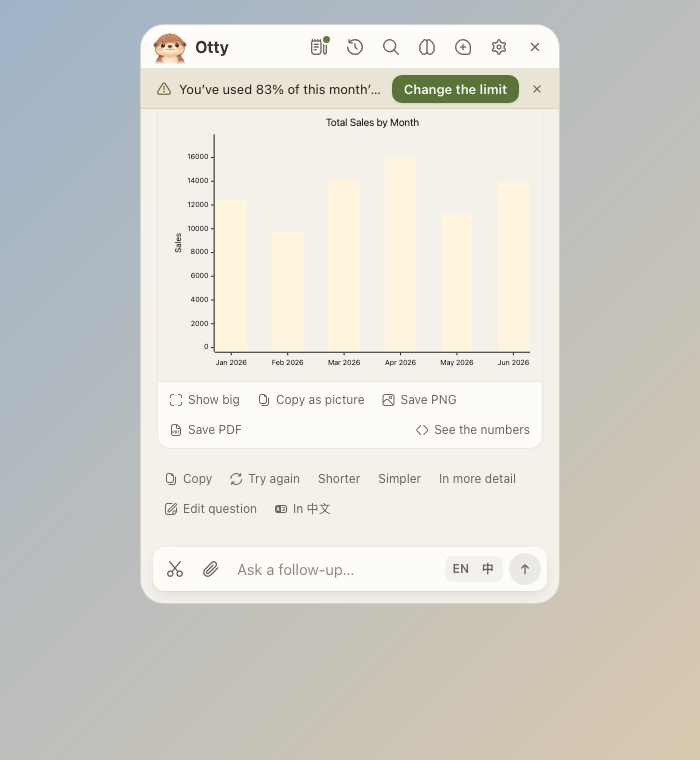 Otty
You've used 83% of this month'...
Change the limit
Total Sales by Month
Sales
16000
14000
12000
10000
8000
6000
4000
2000
0
Jan 2026 Feb 2026 Mar 2026 Apr 2026 May 2026 Jun 2026
Show big Copy as picture Save PNG
Save PDF See the numbers
Copy Try again Shorter Simpler In more detail
Edit question In 中文
Ask a follow-up... EN 中